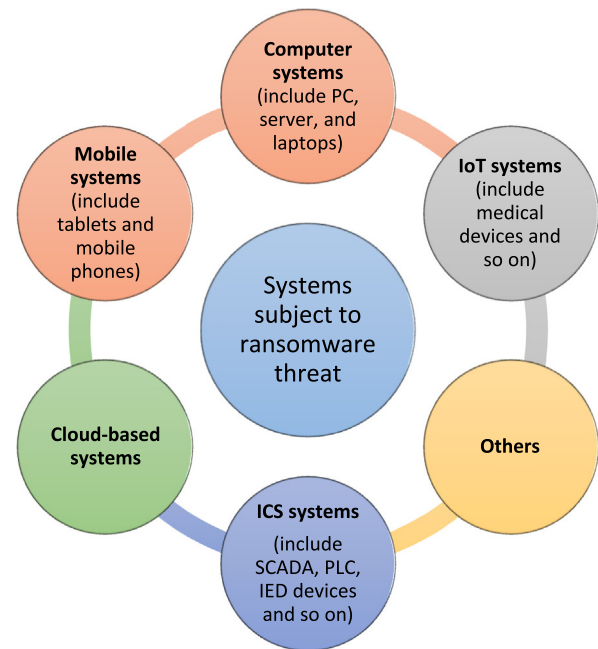 Computer
systems
(include PC,
server, and
laptops)
IoT systems
(include
medical
devices and
so on)
Others
ICS systems
(include
SCADA, PLC,
IED devices
and so on)
Cloud-based
systems
Mobile
systems
(include
tablets and
mobile
phones)
Systems
subject to
ransomware
threat